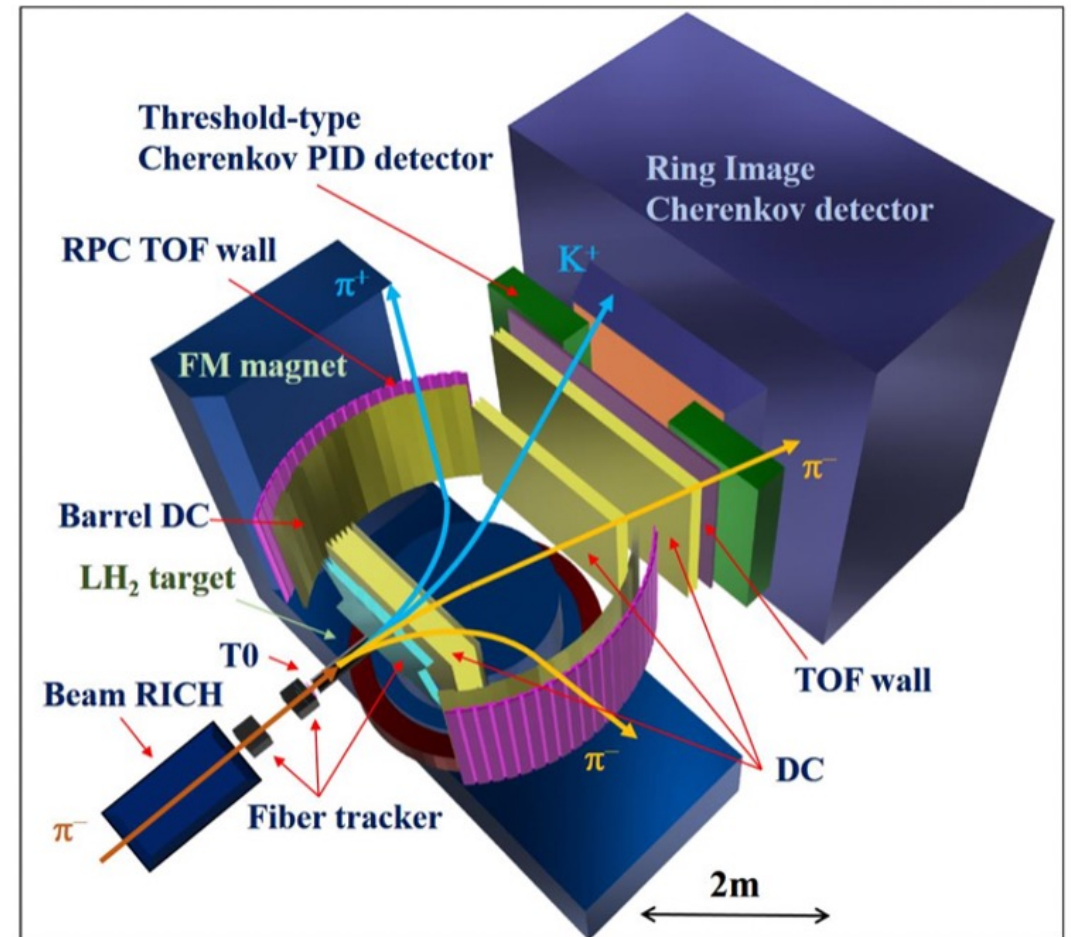 Threshold-type
Cherenkov PID detector
Ring Image
Cherenkov detector
RPC TOF wall
π⁺
K⁺
FM magnet
π⁻
Barrel DC
LH₂ target
T0
Beam RICH
TOF wall
π⁻
DC
Fiber tracker
π⁻
2m